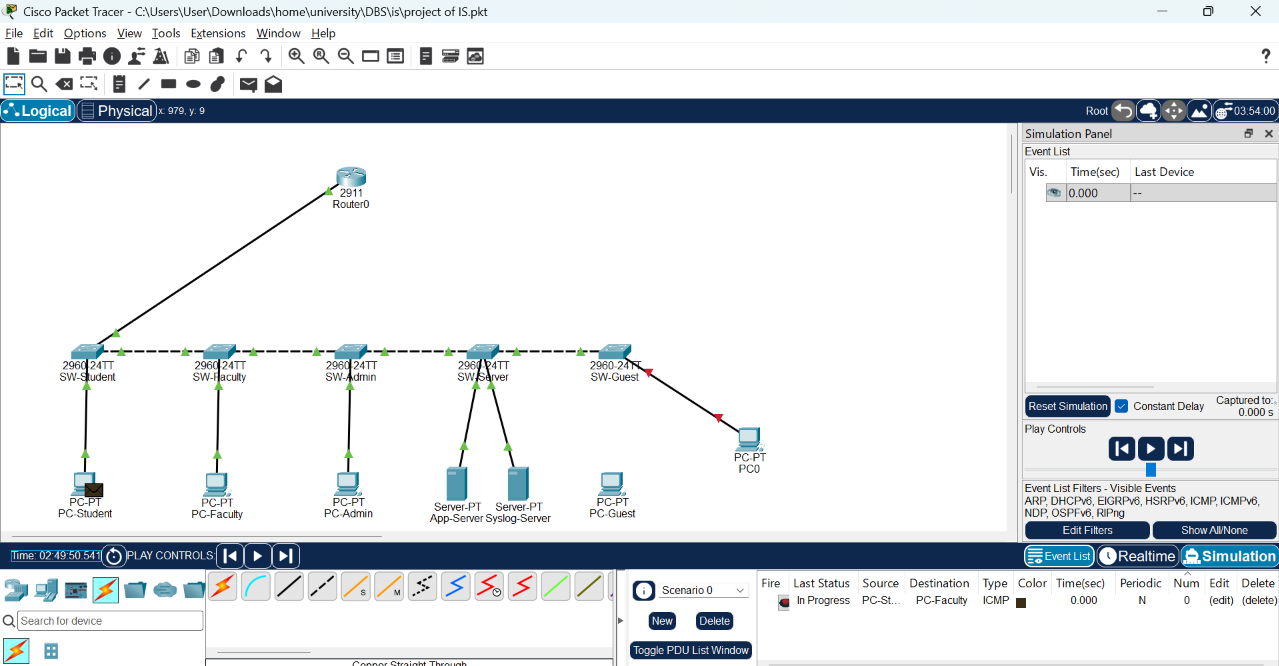 Cisco Packet Tracer - C:\Users\User\Downloads\home\university\DBS\is\project of IS.pkt
File Edit Options View Tools Extensions Window Help
Logical Physical x: 979, y: 9 Root 03:54:00
Simulation Panel
Event List
Vis. Time(sec) Last Device
0.000 --
2911
Router0
2960-24TT 2960-24TT 2960-24TT 2960-24TT 2960-24TT
SW-Student SW-Faculty SW-Admin SW-Server SW-Guest
Reset Simulation Constant Delay Captured to:
0.000 s
Play Controls
PC-PT
PC0
PC-PT PC-PT PC-PT Server-PT Server-PT PC-PT
PC-Student PC-Faculty PC-Admin App-Server Syslog-Server PC-Guest
Event List Filters - Visible Events
ARP, DHCPv6, EIGRPv6, HSRPv6, ICMP, ICMPv6,
NDP, OSPFv6, RIPng
Edit Filters Show All/None
Time: 02:49:50.541 PLAY CONTROLS: Event List Realtime Simulation
S M
Scenario 0
New Delete
Toggle PDU List Window
Fire Last Status Source Destination Type Color Time(sec) Periodic Num Edit Delete
In Progress PC-St... PC-Faculty ICMP 0.000 N 0 (edit) (delete)
Search for device
Copper Straight-Through